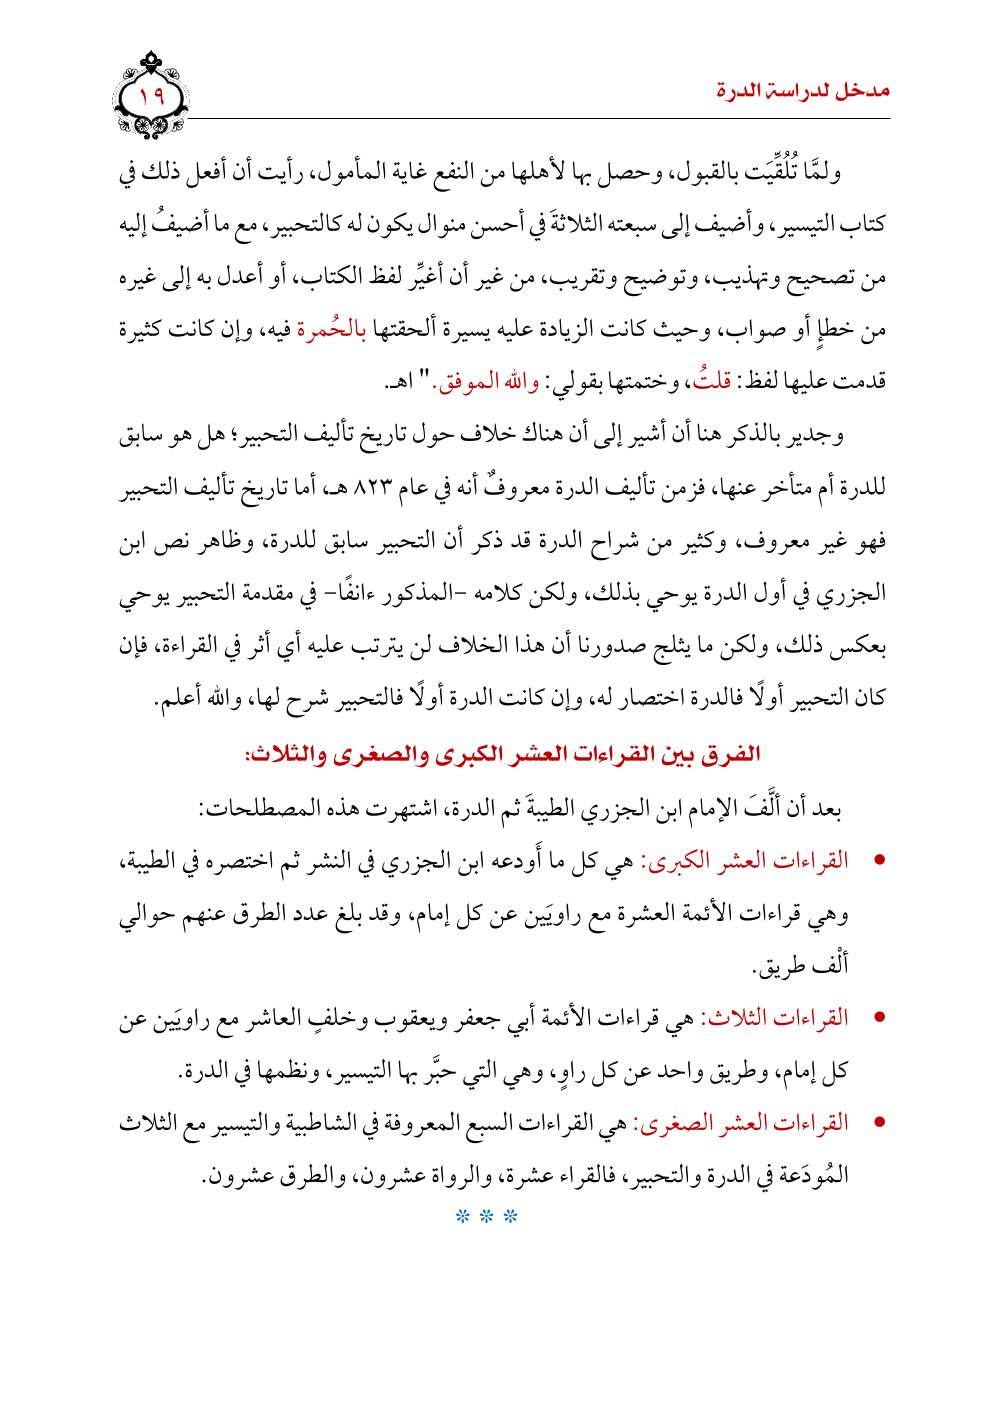 مدخل لدراسة الدرة
١٩
ولمَّا تُلُقِّيَت بالقبول، وحصل بها لأهلها من النفع غاية المأمول، رأيت أن أفعل ذلك في
كتاب التيسير، وأضيف إلى سبعته الثلاثةَ في أحسن منوال يكون له كالتحبير، مع ما أضيفُ إليه
من تصحيح وتهذيب، وتوضيح وتقريب، من غير أن أغيِّر لفظ الكتاب، أو أعدل به إلى غيره
من خطإٍ أو صواب، وحيث كانت الزيادة عليه يسيرة ألحقتها بالحُمرة فيه، وإن كانت كثيرة
قدمت عليها لفظ: قلتُ، وختمتها بقولي: والله الموفق." اهـ.
وجدير بالذكر هنا أن أشير إلى أن هناك خلاف حول تاريخ تأليف التحبير؛ هل هو سابق
للدرة أم متأخر عنها، فزمن تأليف الدرة معروفٌ أنه في عام ٨٢٣ هـ، أما تاريخ تأليف التحبير
فهو غير معروف، وكثير من شراح الدرة قد ذكر أن التحبير سابق للدرة، وظاهر نص ابن
الجزري في أول الدرة يوحي بذلك، ولكن كلامه -المذكور ءانفًا- في مقدمة التحبير يوحي
بعكس ذلك، ولكن ما يثلج صدورنا أن هذا الخلاف لن يترتب عليه أي أثر في القراءة، فإن
كان التحبير أولًا فالدرة اختصار له، وإن كانت الدرة أولًا فالتحبير شرح لها، والله أعلم.
الفرق بين القراءات العشر الكبرى والصغرى والثلاث:
بعد أن ألَّفَ الإمام ابن الجزري الطيبةَ ثم الدرة، اشتهرت هذه المصطلحات:
• القراءات العشر الكبرى: هي كل ما أَودعه ابن الجزري في النشر ثم اختصره في الطيبة،
وهي قراءات الأئمة العشرة مع راويَين عن كل إمام، وقد بلغ عدد الطرق عنهم حوالي
ألْف طريق.
• القراءات الثلاث: هي قراءات الأئمة أبي جعفر ويعقوب وخلفٍ العاشر مع راويَين عن
كل إمام، وطريق واحد عن كل راوٍ، وهي التي حبَّر بها التيسير، ونظمها في الدرة.
• القراءات العشر الصغرى: هي القراءات السبع المعروفة في الشاطبية والتيسير مع الثلاث
المُودَعة في الدرة والتحبير، فالقراء عشرة، والرواة عشرون، والطرق عشرون.
* * *